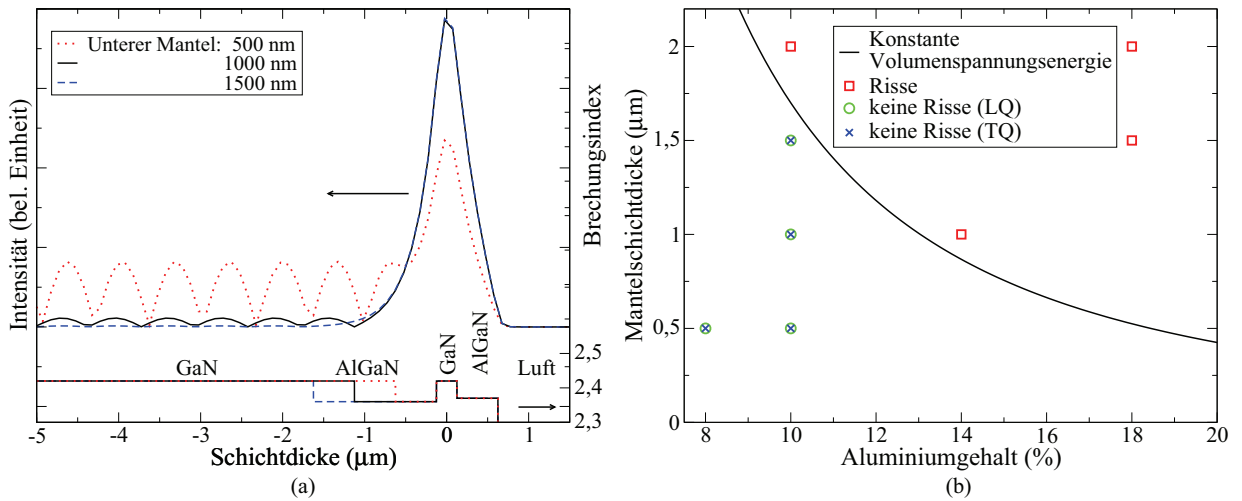 Unterer Mantel: 500 nm
1000 nm
1500 nm
Intensität (bel. Einheit)
Brechungsindex
GaN
AlGaN
GaN
AlGaN
Luft
2,5
2,4
2,3
-5 -4 -3 -2 -1 0 1
Schichtdicke (μm)
(a)
Konstante
Volumenspannungsenergie
Risse
keine Risse (LQ)
keine Risse (TQ)
Mantelschichtdicke (μm)
2
1,5
1
0,5
0
8 10 12 14 16 18 20
Aluminiumgehalt (%)
(b)